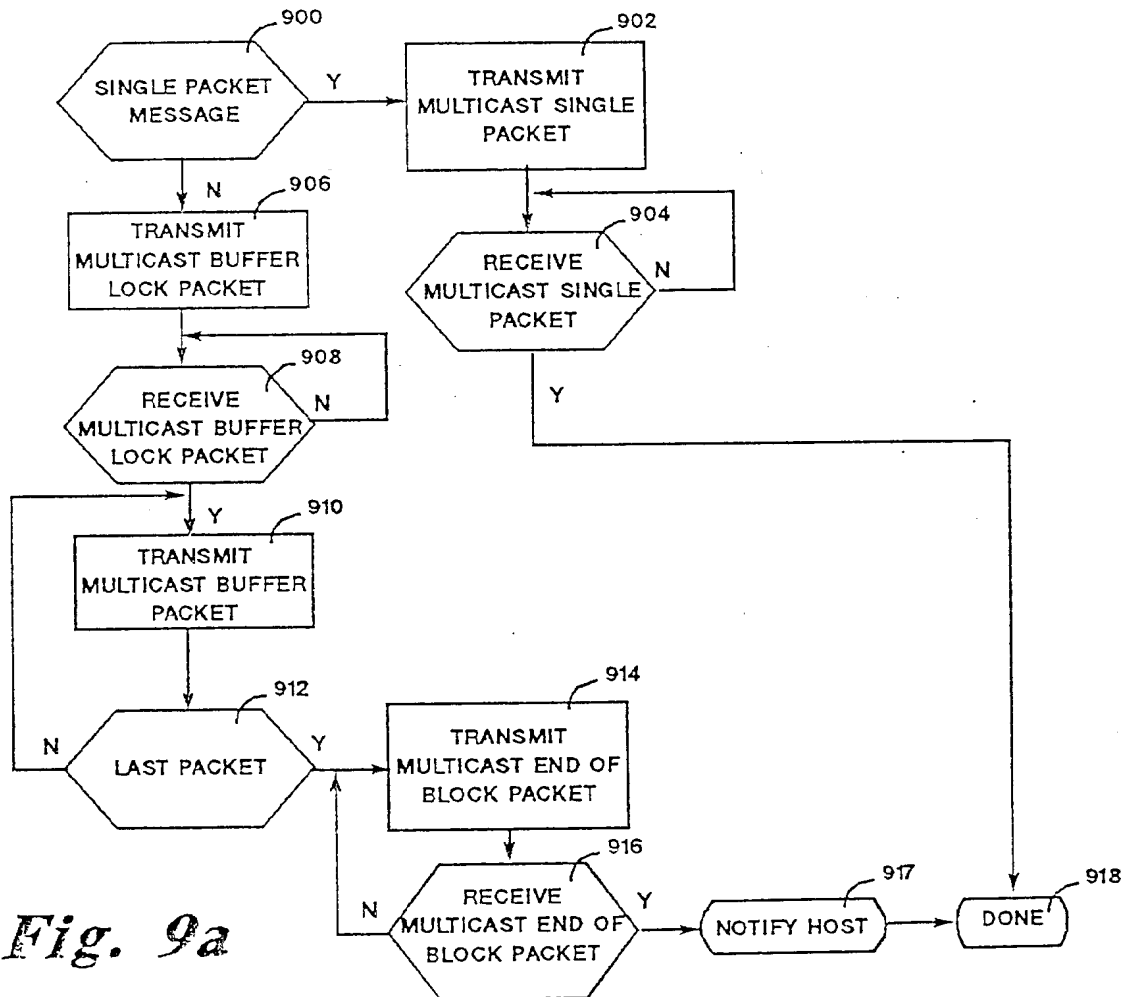 900
SINGLE PACKET
MESSAGE
Y
902
TRANSMIT
MULTICAST SINGLE
PACKET
N
906
TRANSMIT
MULTICAST BUFFER
LOCK PACKET
904
RECEIVE
MULTICAST SINGLE
PACKET
N
Y
908
RECEIVE
MULTICAST BUFFER
LOCK PACKET
N
Y
910
TRANSMIT
MULTICAST BUFFER
PACKET
912
LAST PACKET
N
Y
914
TRANSMIT
MULTICAST END OF
BLOCK PACKET
916
RECEIVE
MULTICAST END OF
BLOCK PACKET
N
Y
917
NOTIFY HOST
918
DONE
Fig. 9a